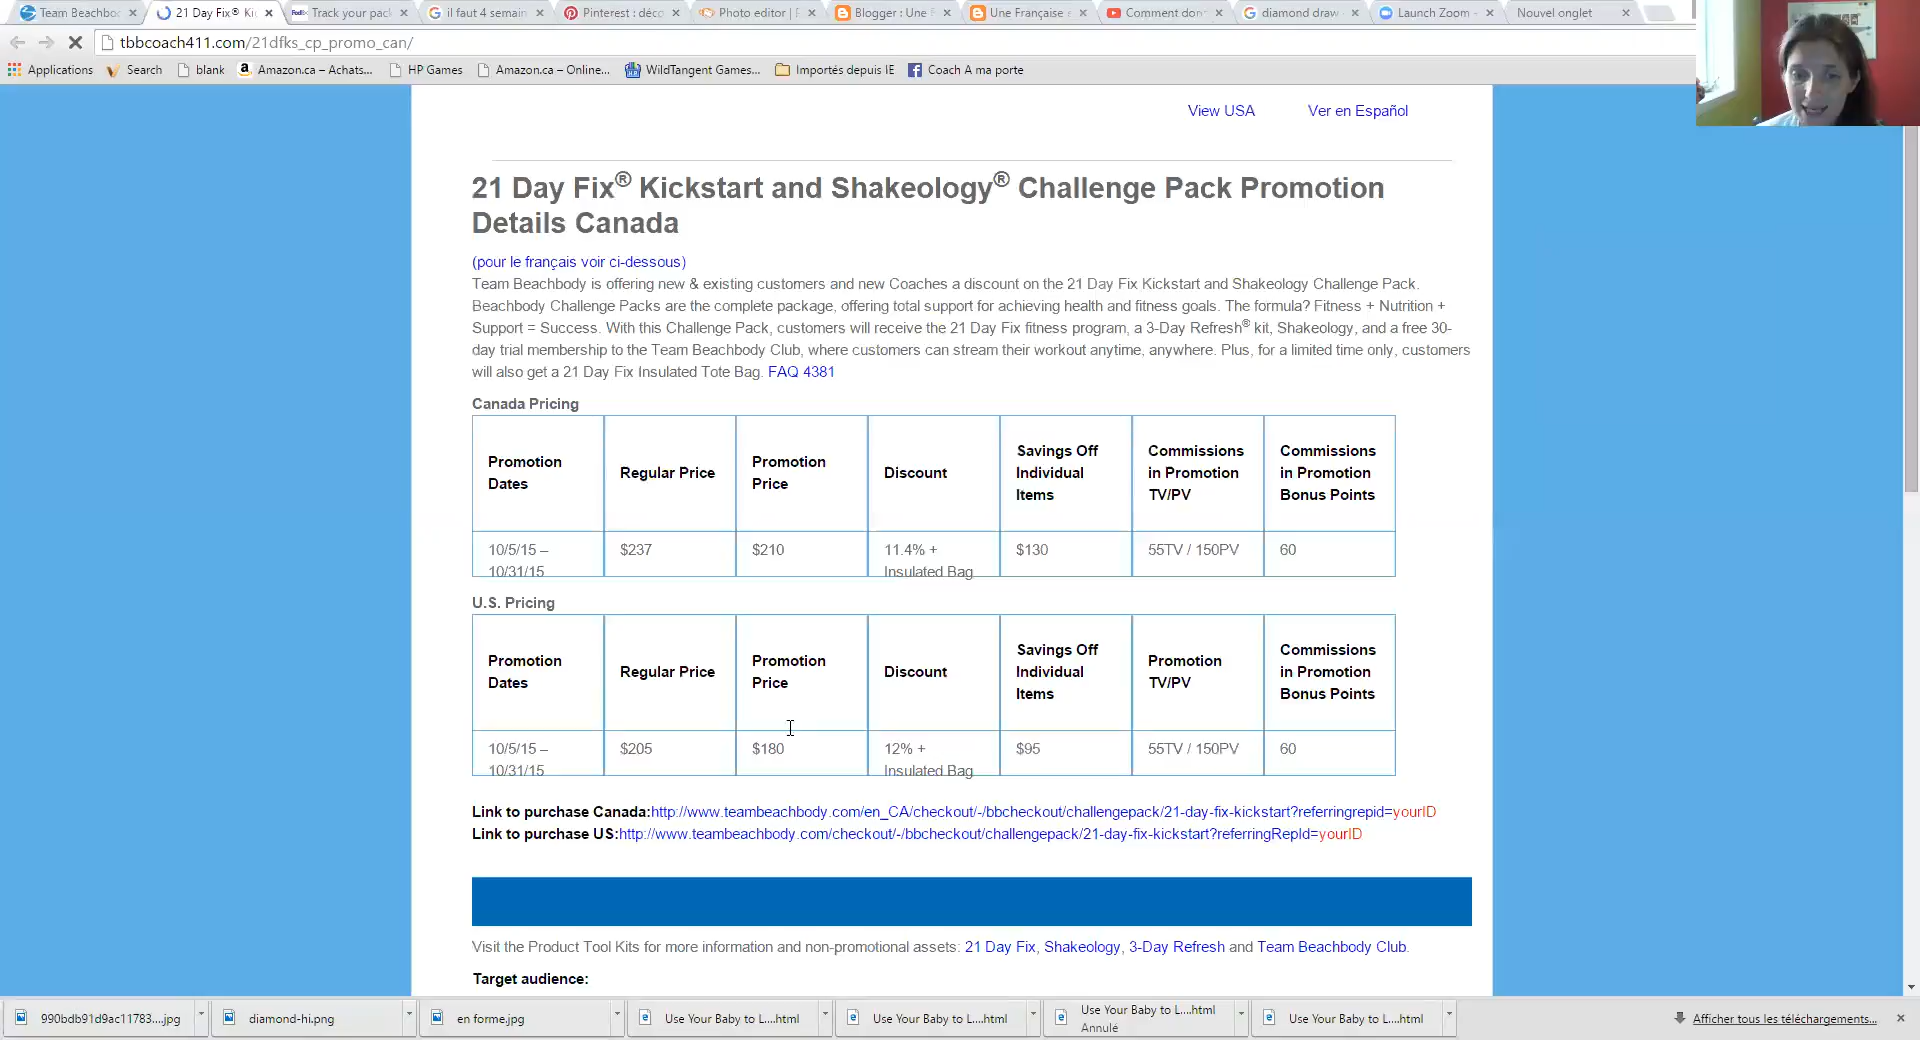 Team Beachbo
21 Day Fix® Ki
Track your pac
il faut 4 semain
Pinterest : déco
Photo editor |
Blogger : Une F
Une Française
Comment don
diamond draw
Launch Zoom -
Nouvel onglet
tbbcoach411.com/21dfks_cp_promo_can/
Applications
Search
blank
Amazon.ca – Achats...
HP Games
Amazon.ca – Online...
WildTangent Games...
Importés depuis IE
Coach A ma porte
View USA
Ver en Español
21 Day Fix® Kickstart and Shakeology® Challenge Pack Promotion
Details Canada
(pour le français voir ci-dessous)
Team Beachbody is offering new & existing customers and new Coaches a discount on the 21 Day Fix Kickstart and Shakeology Challenge Pack.
Beachbody Challenge Packs are the complete package, offering total support for achieving health and fitness goals. The formula? Fitness + Nutrition +
Support = Success. With this Challenge Pack, customers will receive the 21 Day Fix fitness program, a 3-Day Refresh® kit, Shakeology, and a free 30-
day trial membership to the Team Beachbody Club, where customers can stream their workout anytime, anywhere. Plus, for a limited time only, customers
will also get a 21 Day Fix Insulated Tote Bag. FAQ 4381
Canada Pricing
Promotion
Dates
Regular Price
Promotion
Price
Discount
Savings Off
Individual
Items
Commissions
in Promotion
TV/PV
Commissions
in Promotion
Bonus Points
10/5/15 –
10/31/15
$237
$210
11.4% +
Insulated Bag
$130
55TV / 150PV
60
U.S. Pricing
Promotion
Dates
Regular Price
Promotion
Price
Discount
Savings Off
Individual
Items
Promotion
TV/PV
Commissions
in Promotion
Bonus Points
10/5/15 –
10/31/15
$205
$180
12% +
Insulated Bag
$95
55TV / 150PV
60
Link to purchase Canada:http://www.teambeachbody.com/en_CA/checkout/-/bbcheckout/challengepack/21-day-fix-kickstart?referringrepid=yourID
Link to purchase US:http://www.teambeachbody.com/checkout/-/bbcheckout/challengepack/21-day-fix-kickstart?referringRepId=yourID
Visit the Product Tool Kits for more information and non-promotional assets: 21 Day Fix, Shakeology, 3-Day Refresh and Team Beachbody Club.
Target audience:
990bdb91d9ac11783....jpg
diamond-hi.png
en forme.jpg
Use Your Baby to L....html
Use Your Baby to L....html
Use Your Baby to L....html
Annulé
Use Your Baby to L....html
Afficher tous les téléchargements...